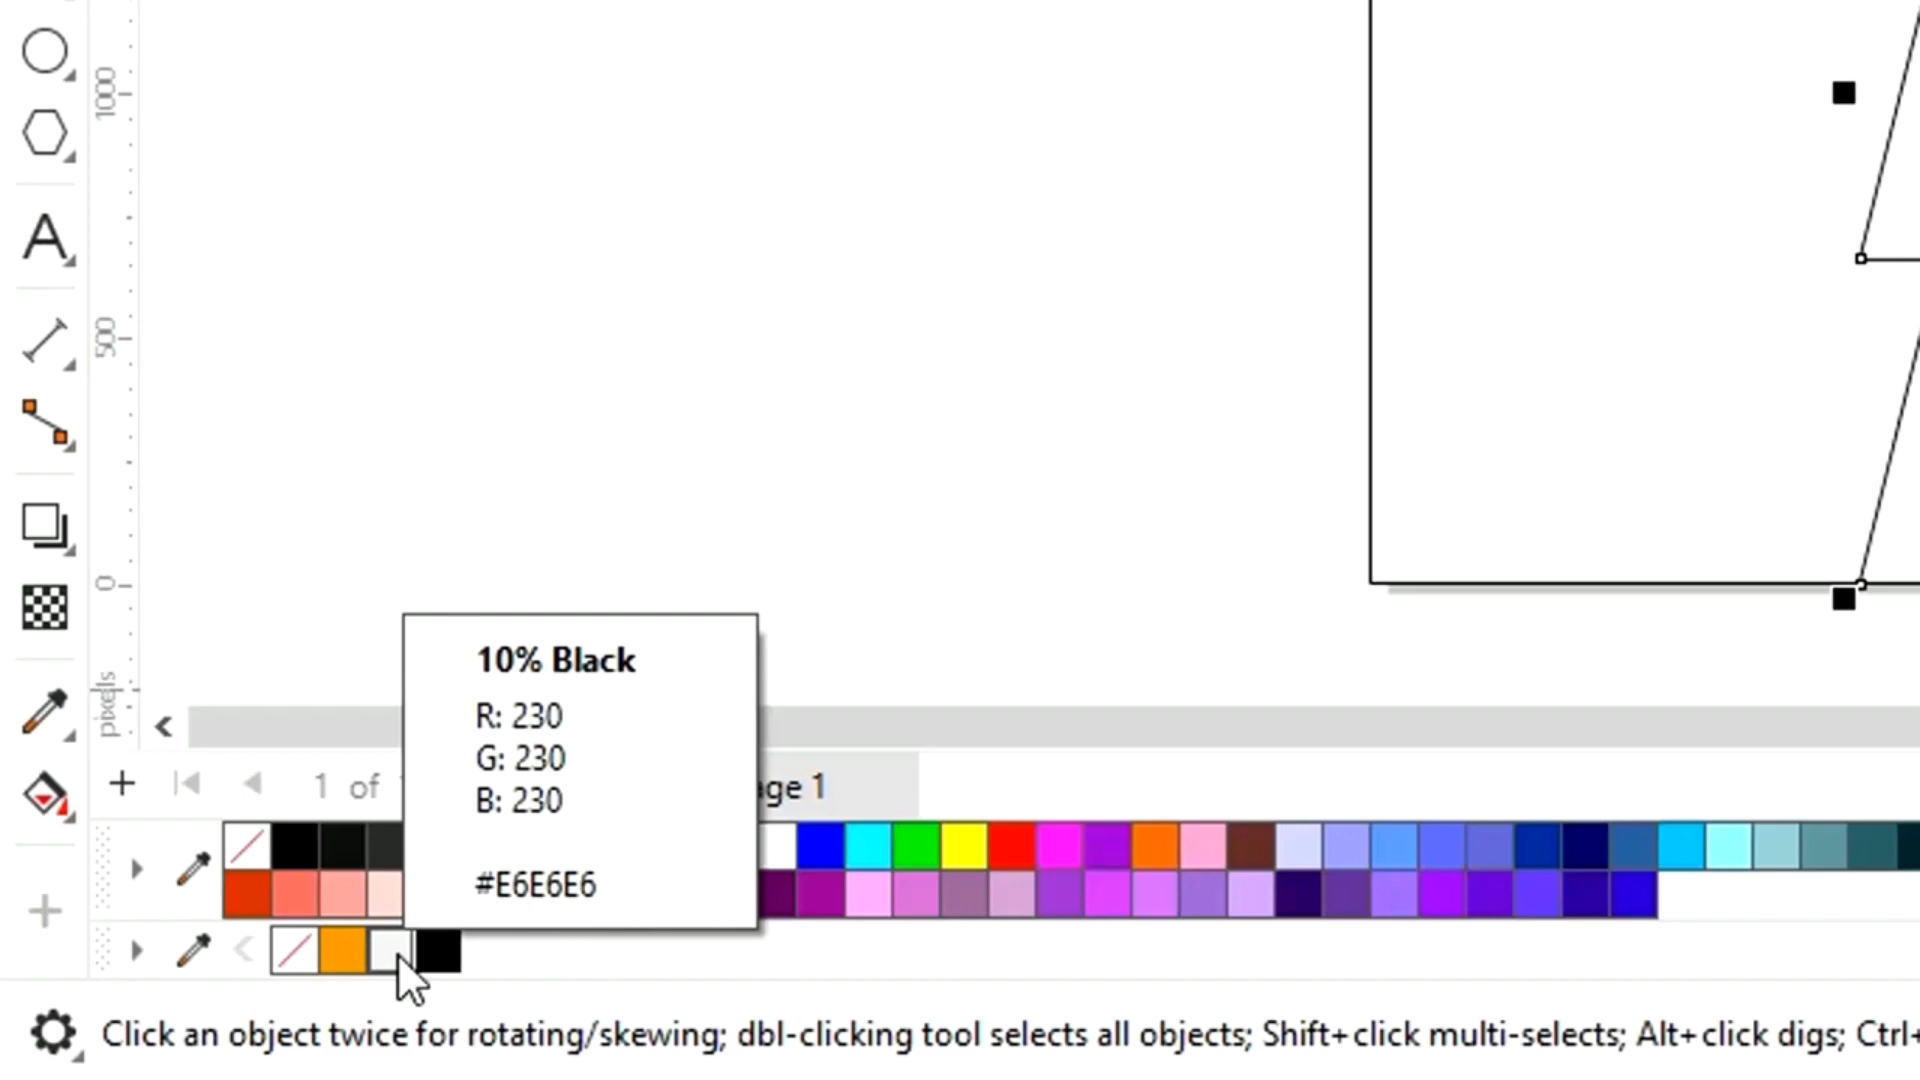 1000
500
0
pixels
A
10% Black
R: 230
G: 230
B: 230
#E6E6E6
1 of
age 1
Click an object twice for rotating/skewing; dbl-clicking tool selects all objects; Shift+click multi-selects; Alt+click digs; Ctrl+